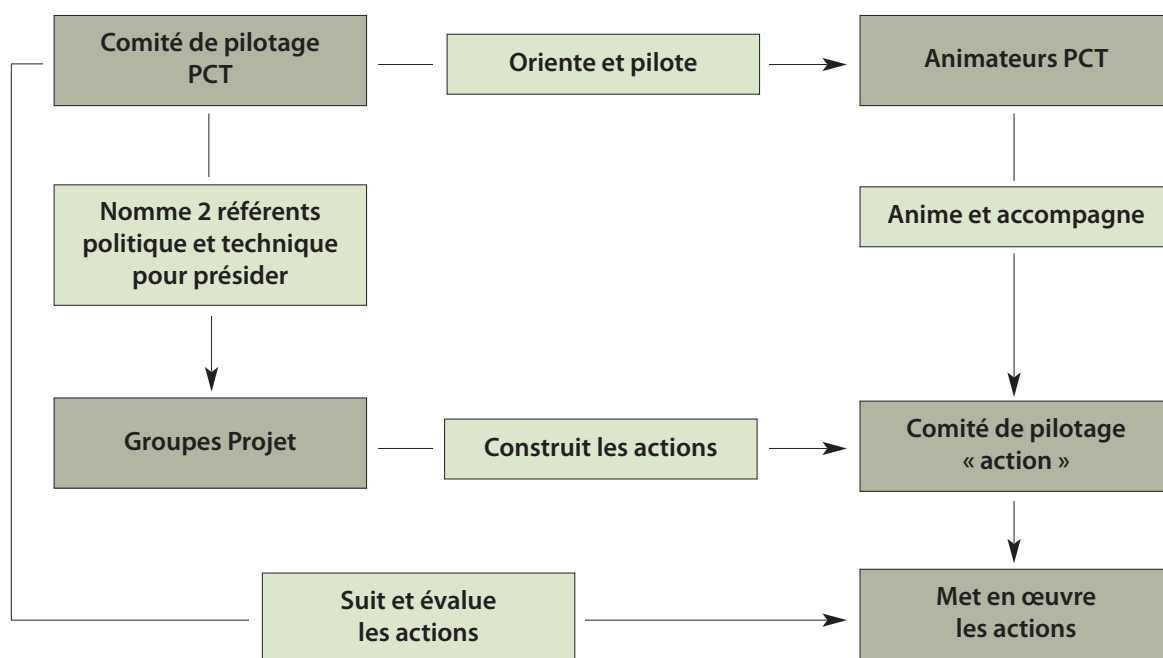 Comité de pilotage
PCT
Oriente et pilote
Animateurs PCT
Nomme 2 référents
politique et technique
pour présider
Anime et accompagne
Groupes Projet
Construit les actions
Comité de pilotage
« action »
Suit et évalue
les actions
Met en œuvre
les actions